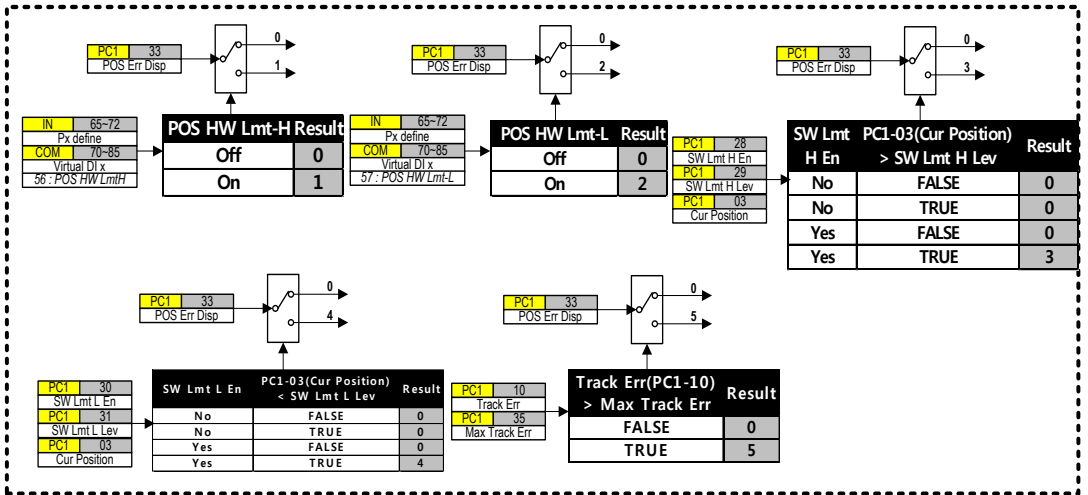 0
1
PC1 33
POS Err Disp
IN 65~72
Px define
COM 70~85
Virtual DI x
56 : POS HW LmtH
POS HW Lmt-H Result
Off 0
On 1
0
2
PC1 33
POS Err Disp
IN 65~72
Px define
COM 70~85
Virtual DI x
57 : POS HW Lmt-L
POS HW Lmt-L Result
Off 0
On 2
0
3
PC1 33
POS Err Disp
PC1 28
SW Lmt H En
PC1 29
SW Lmt H Lev
PC1 03
Cur Position
SW Lmt H En PC1-03(Cur Position) > SW Lmt H Lev Result
No FALSE 0
No TRUE 0
Yes FALSE 0
Yes TRUE 3
0
4
PC1 33
POS Err Disp
PC1 30
SW Lmt L En
PC1 31
SW Lmt L Lev
PC1 03
Cur Position
SW Lmt L En PC1-03(Cur Position) < SW Lmt L Lev Result
No FALSE 0
No TRUE 0
Yes FALSE 0
Yes TRUE 4
0
5
PC1 33
POS Err Disp
PC1 10
Track Err
PC1 35
Max Track Err
Track Err(PC1-10) > Max Track Err Result
FALSE 0
TRUE 5